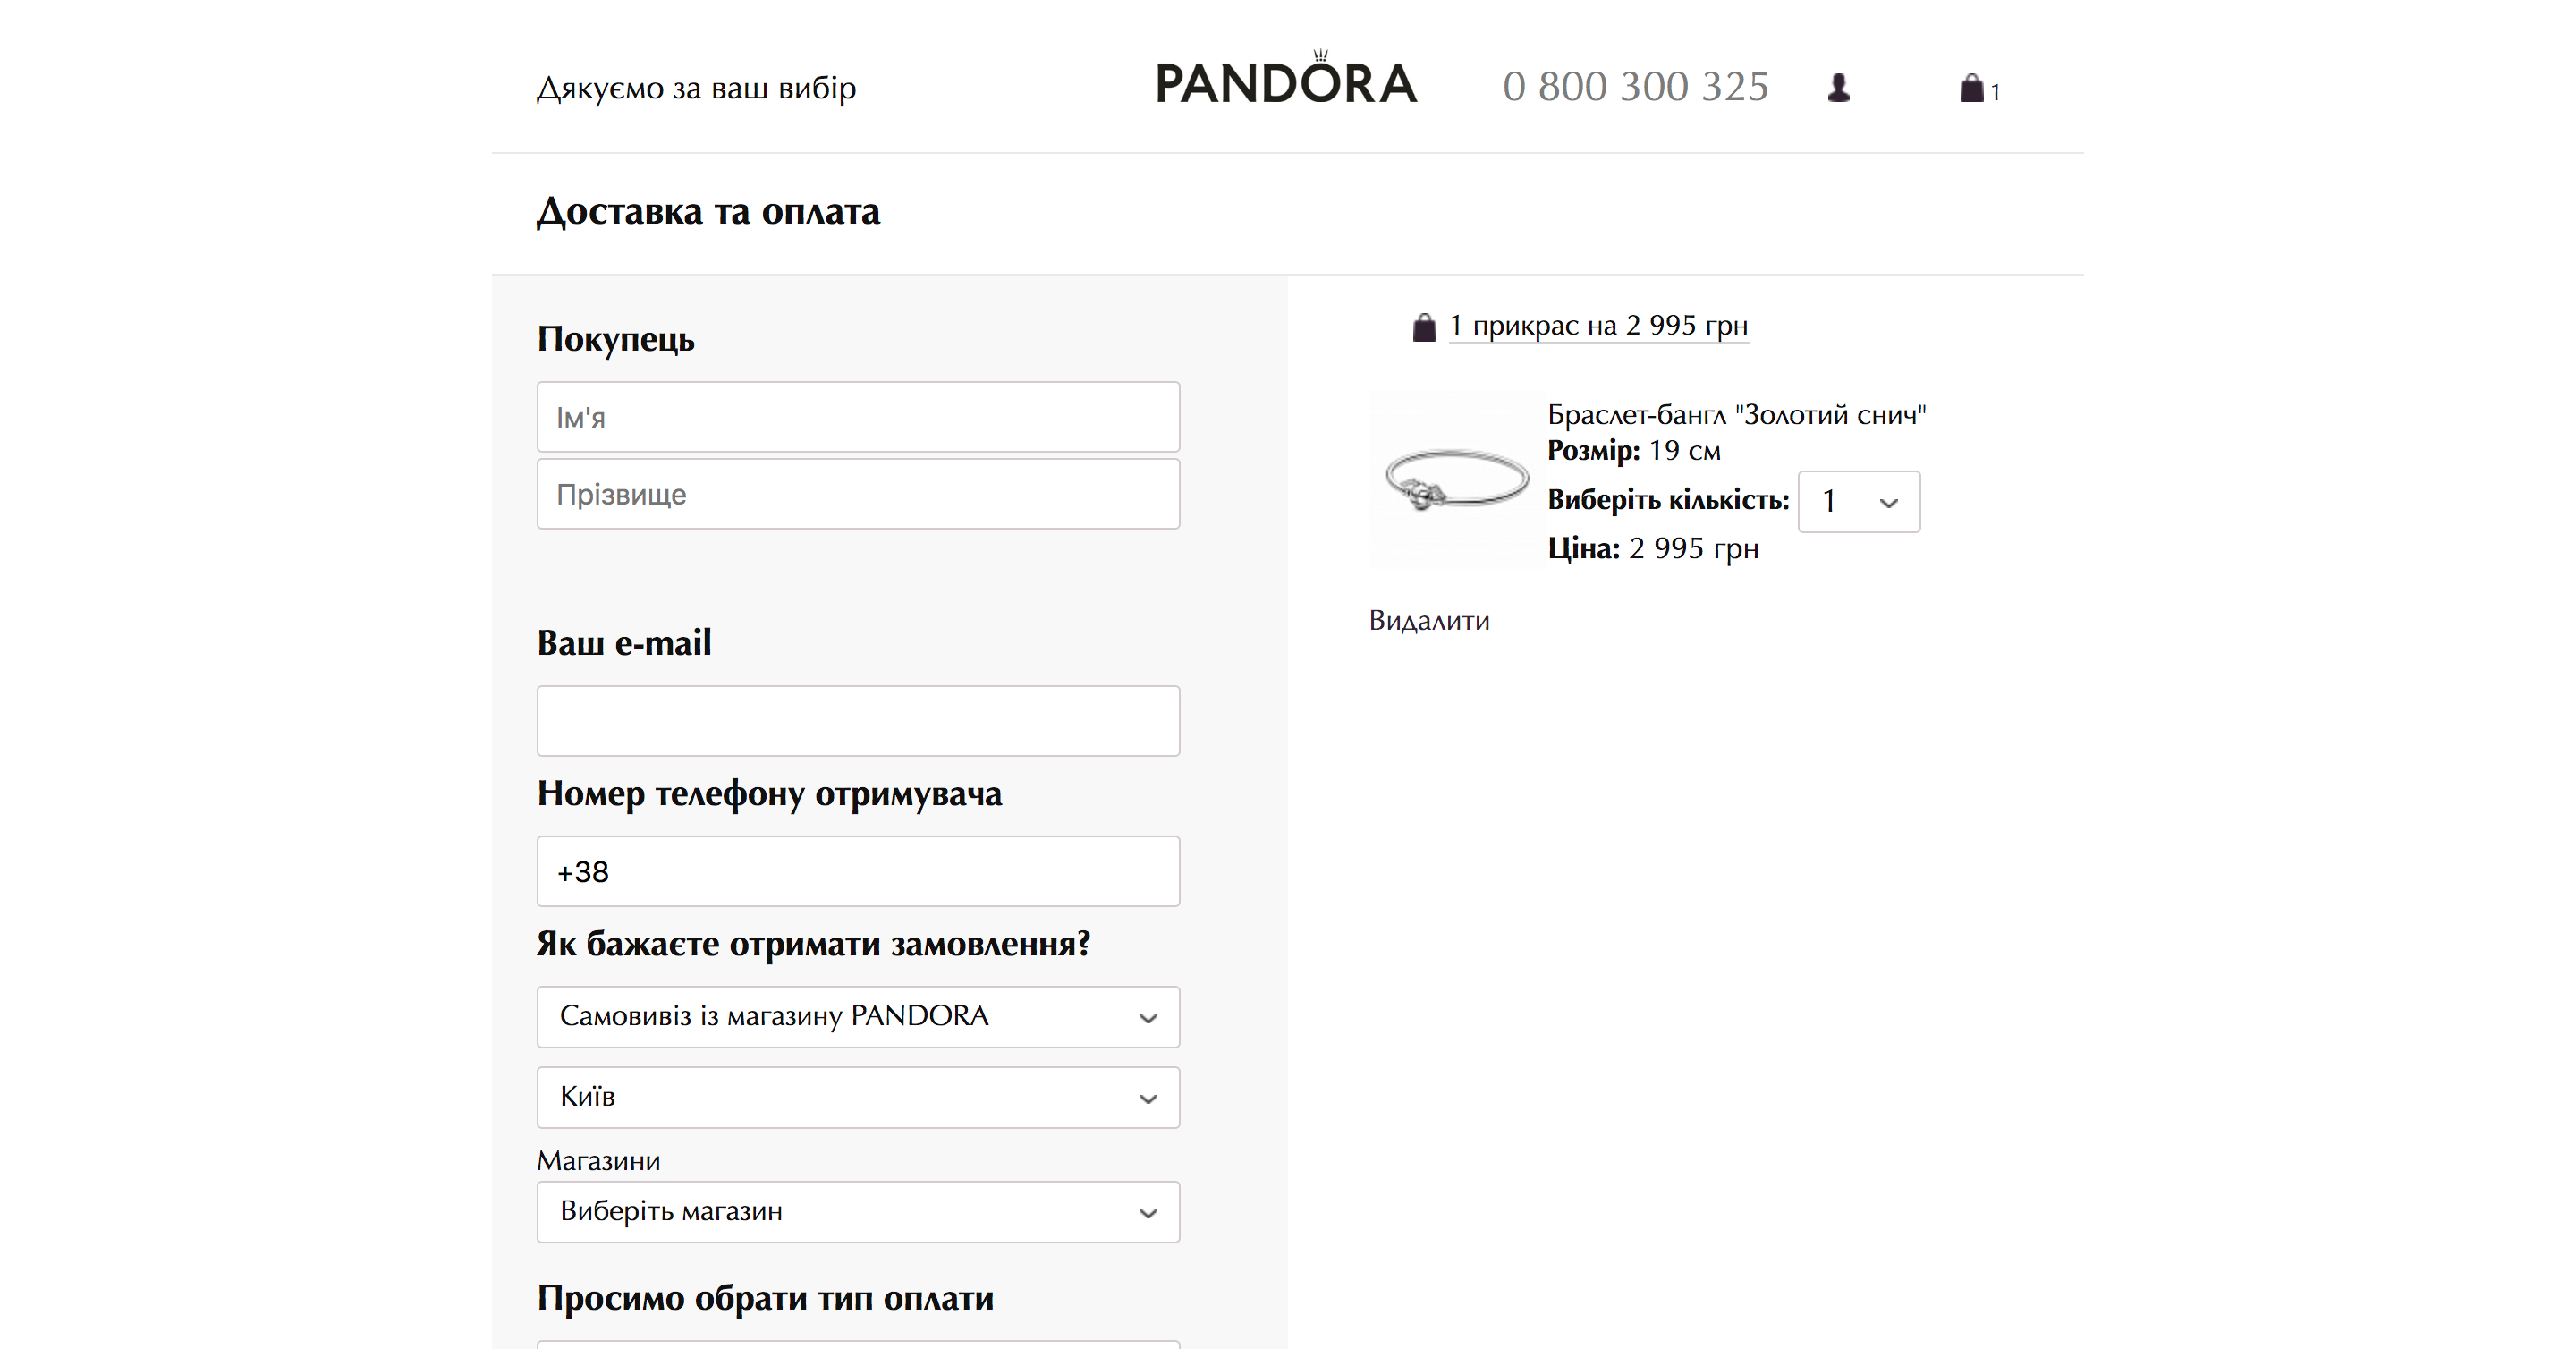 Дякуємо за ваш вибір
PANDORA
0 800 300 325
1
Доставка та оплата
Покупець
Ім'я
Прізвище
Ваш e-mail
Номер телефону отримувача
+38
Як бажаєте отримати замовлення?
Самовивіз із магазину PANDORA
Київ
Магазини
Виберіть магазин
Просимо обрати тип оплати
1 прикрас на 2 995 грн
Браслет-бангл "Золотий снич"
Розмір: 19 см
Виберіть кількість: 1
Ціна: 2 995 грн
Видалити